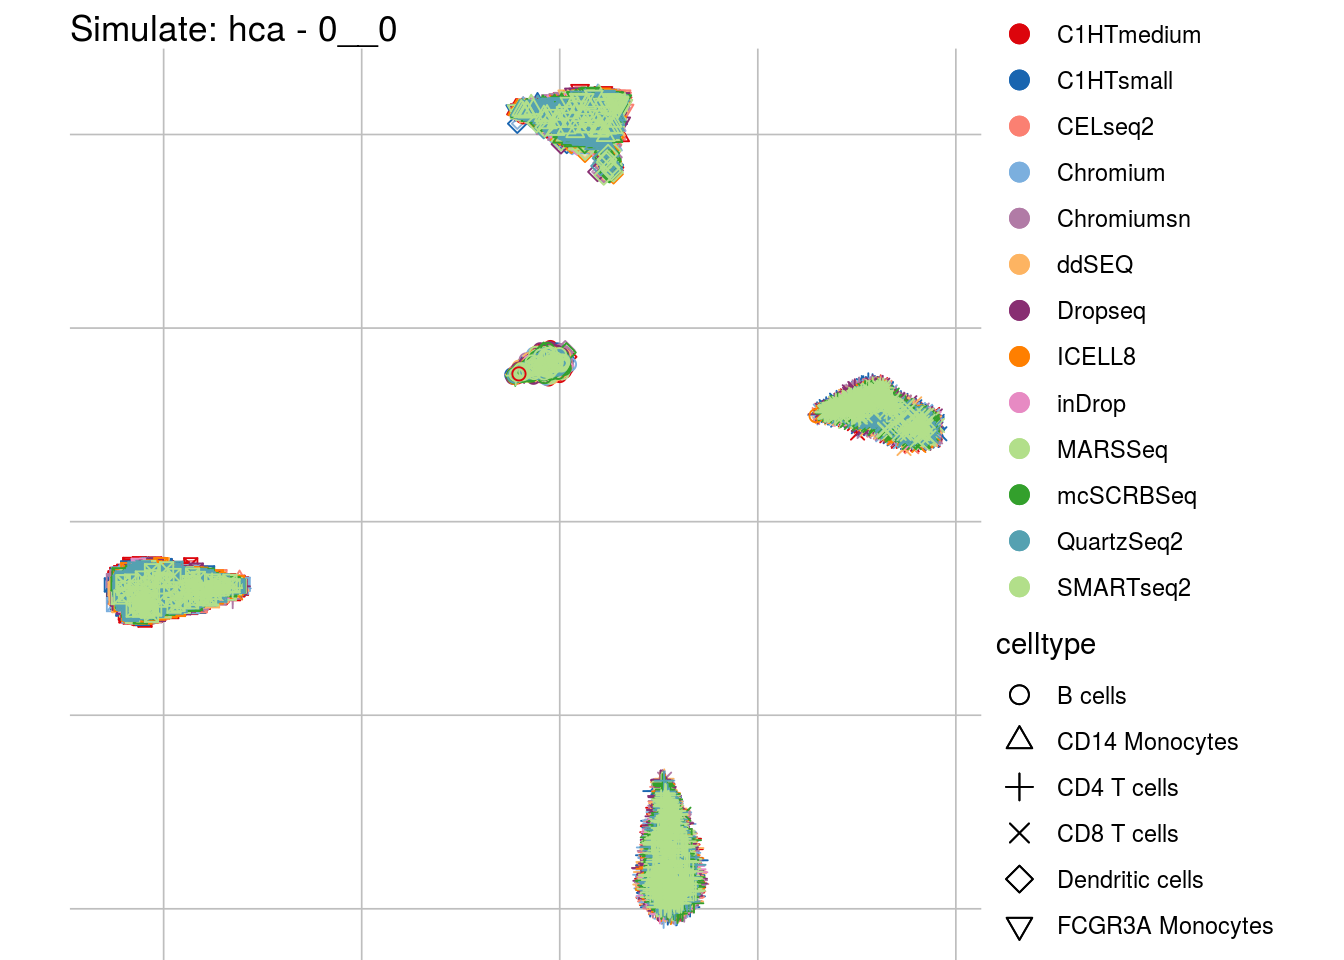 Simulate: hca - 0__0
C1HTmedium
C1HTsmall
CELseq2
Chromium
Chromiumsn
ddSEQ
Dropseq
ICELL8
inDrop
MARSSeq
mcSCRBSeq
QuartzSeq2
SMARTseq2
celltype
B cells
CD14 Monocytes
CD4 T cells
CD8 T cells
Dendritic cells
FCGR3A Monocytes